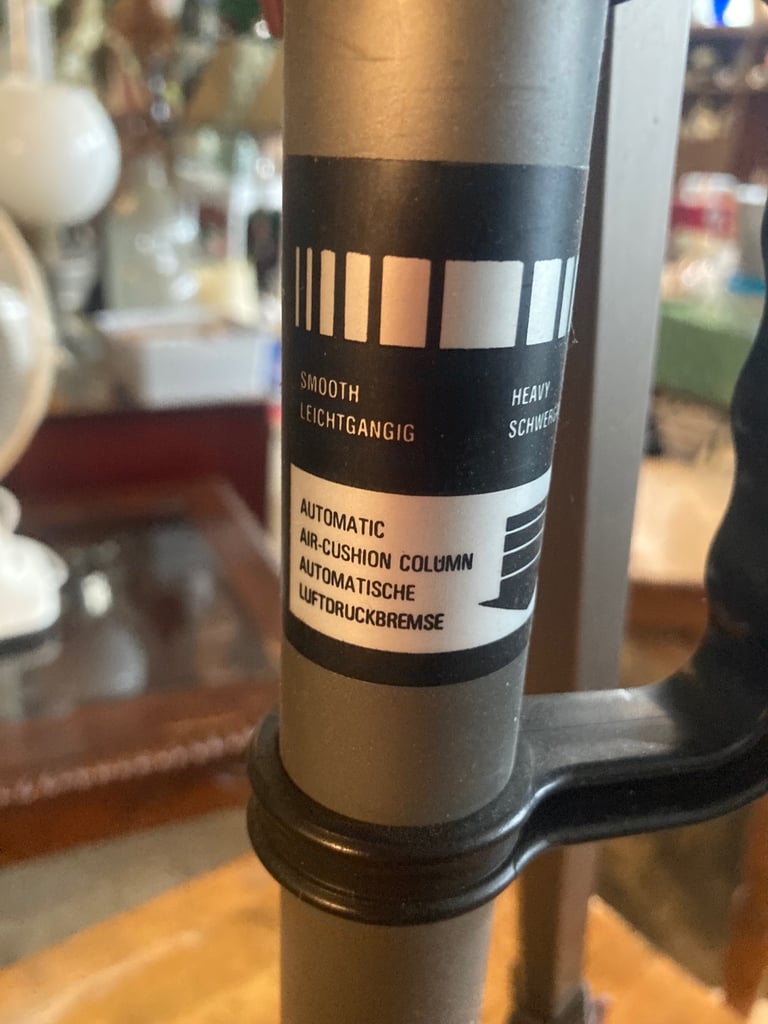 SMOOTH
LEICHTGANGIG
HEAVY
AUTOMATIC
AIR-CUSHION COLUMN
AUTOMATISCHE
LUFTDRUCKBREMSE